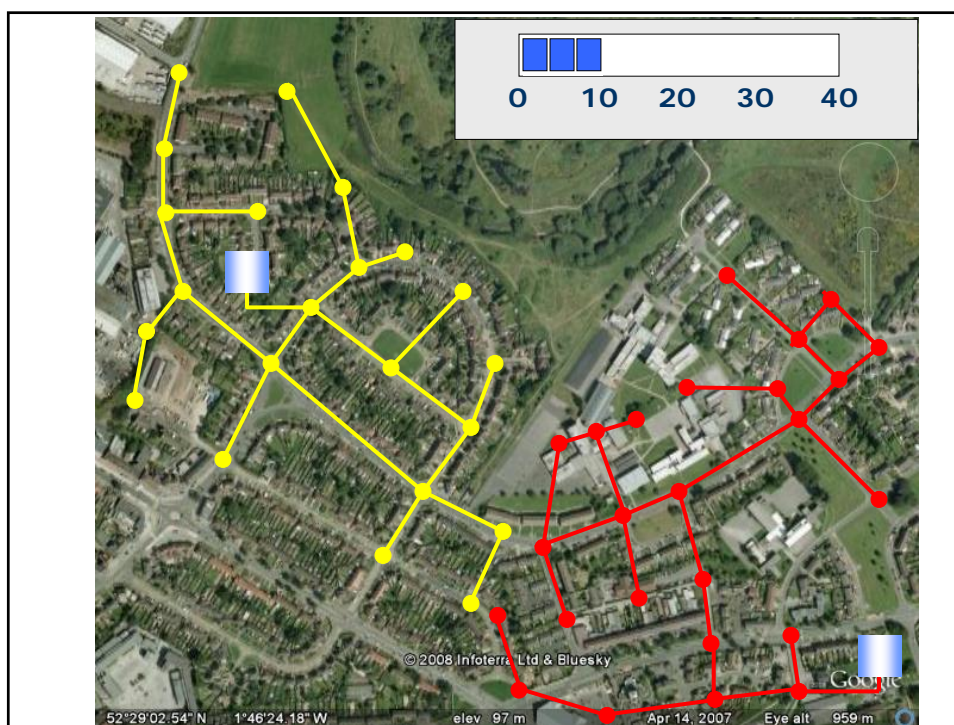 0 10 20 30 40
© 2008 Infoterra Ltd & Bluesky
Google
52°29'02.54" N 1°46'24.18" W elev 97 m Apr 14, 2007 Eye alt 959 m